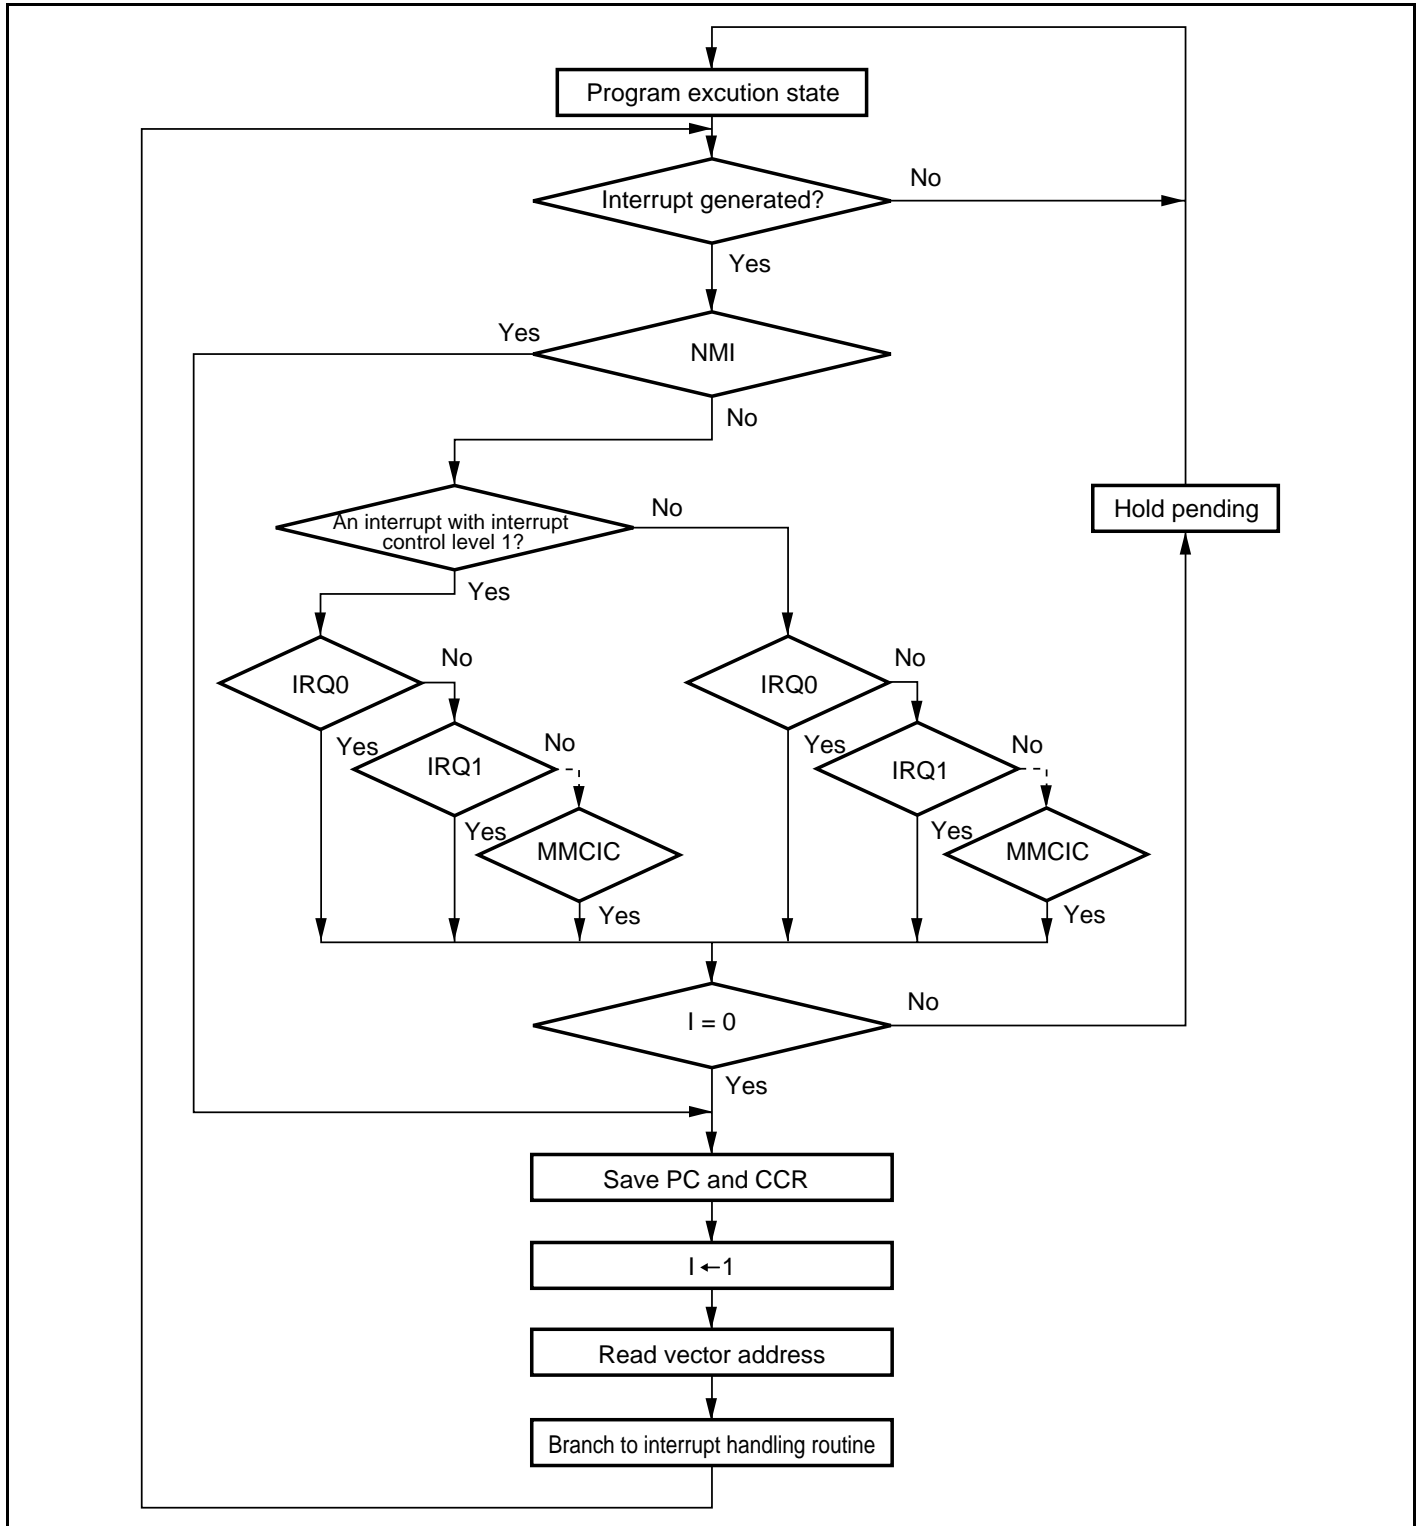 Program excution state
Interrupt generated?
No
Yes
Yes
NMI
No
An interrupt with interrupt
control level 1?
No
Hold pending
Yes
IRQ0
No
IRQ0
No
Yes
IRQ1
No
Yes
IRQ1
No
Yes
MMCIC
Yes
MMCIC
Yes
Yes
I = 0
No
Yes
Save PC and CCR
I ←1
Read vector address
Branch to interrupt handling routine